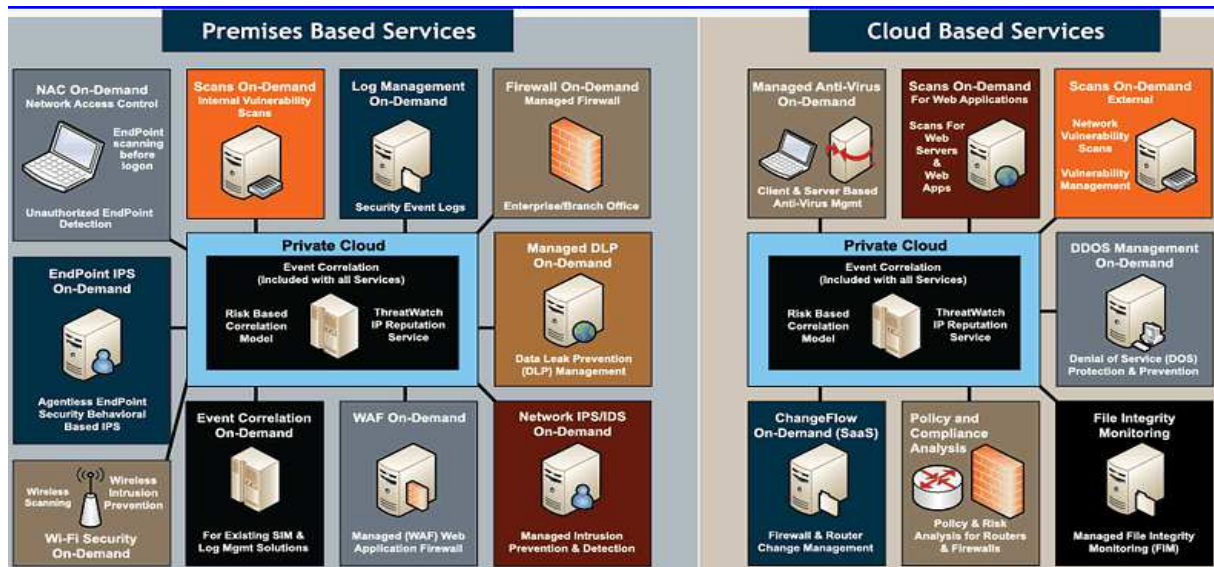 Premises Based Services
NAC On-Demand
Network Access Control
EndPoint
scanning
before
logon
Unauthorized EndPoint
Detection
Scans On-Demand
Internal Vulnerability
Scans
Log Management
On-Demand
Security Event Logs
Firewall On-Demand
Managed Firewall
Enterprise/Branch Office
EndPoint IPS
On-Demand
Agentless EndPoint
Security Behavioral
Based IPS
Private Cloud
Event Correlation
(Included with all Services)
Risk Based
Correlation
Model
ThreatWatch
IP Reputation
Service
Managed DLP
On-Demand
Data Leak Prevention
(DLP) Management
Wireless
Scanning
Wireless
Intrusion
Prevention
Wi-Fi Security
On-Demand
Event Correlation
On-Demand
For Existing SIM &
Log Mgmt Solutions
WAF On-Demand
Managed (WAF) Web
Application Firewall
Network IPS/IDS
On-Demand
Managed Intrusion
Prevention & Detection
Cloud Based Services
Managed Anti-Virus
On-Demand
Client & Server Based
Anti-Virus Mgmt
Scans On-Demand
For Web Applications
Scans For
Web
Servers
&
Web
Apps
Scans On-Demand
External
Network
Vulnerability
Scans
Vulnerability
Management
Private Cloud
Event Correlation
(Included with all Services)
Risk Based
Correlation
Model
ThreatWatch
IP Reputation
Service
DDOS Management
On-Demand
Denial of Service (DOS)
Protection & Prevention
ChangeFlow
On-Demand (SaaS)
Firewall & Router
Change Management
Policy and
Compliance
Analysis
Policy & Risk
Analysis for Routers
& Firewalls
File Integrity
Monitoring
Managed File Integrity
Monitoring (FIM)